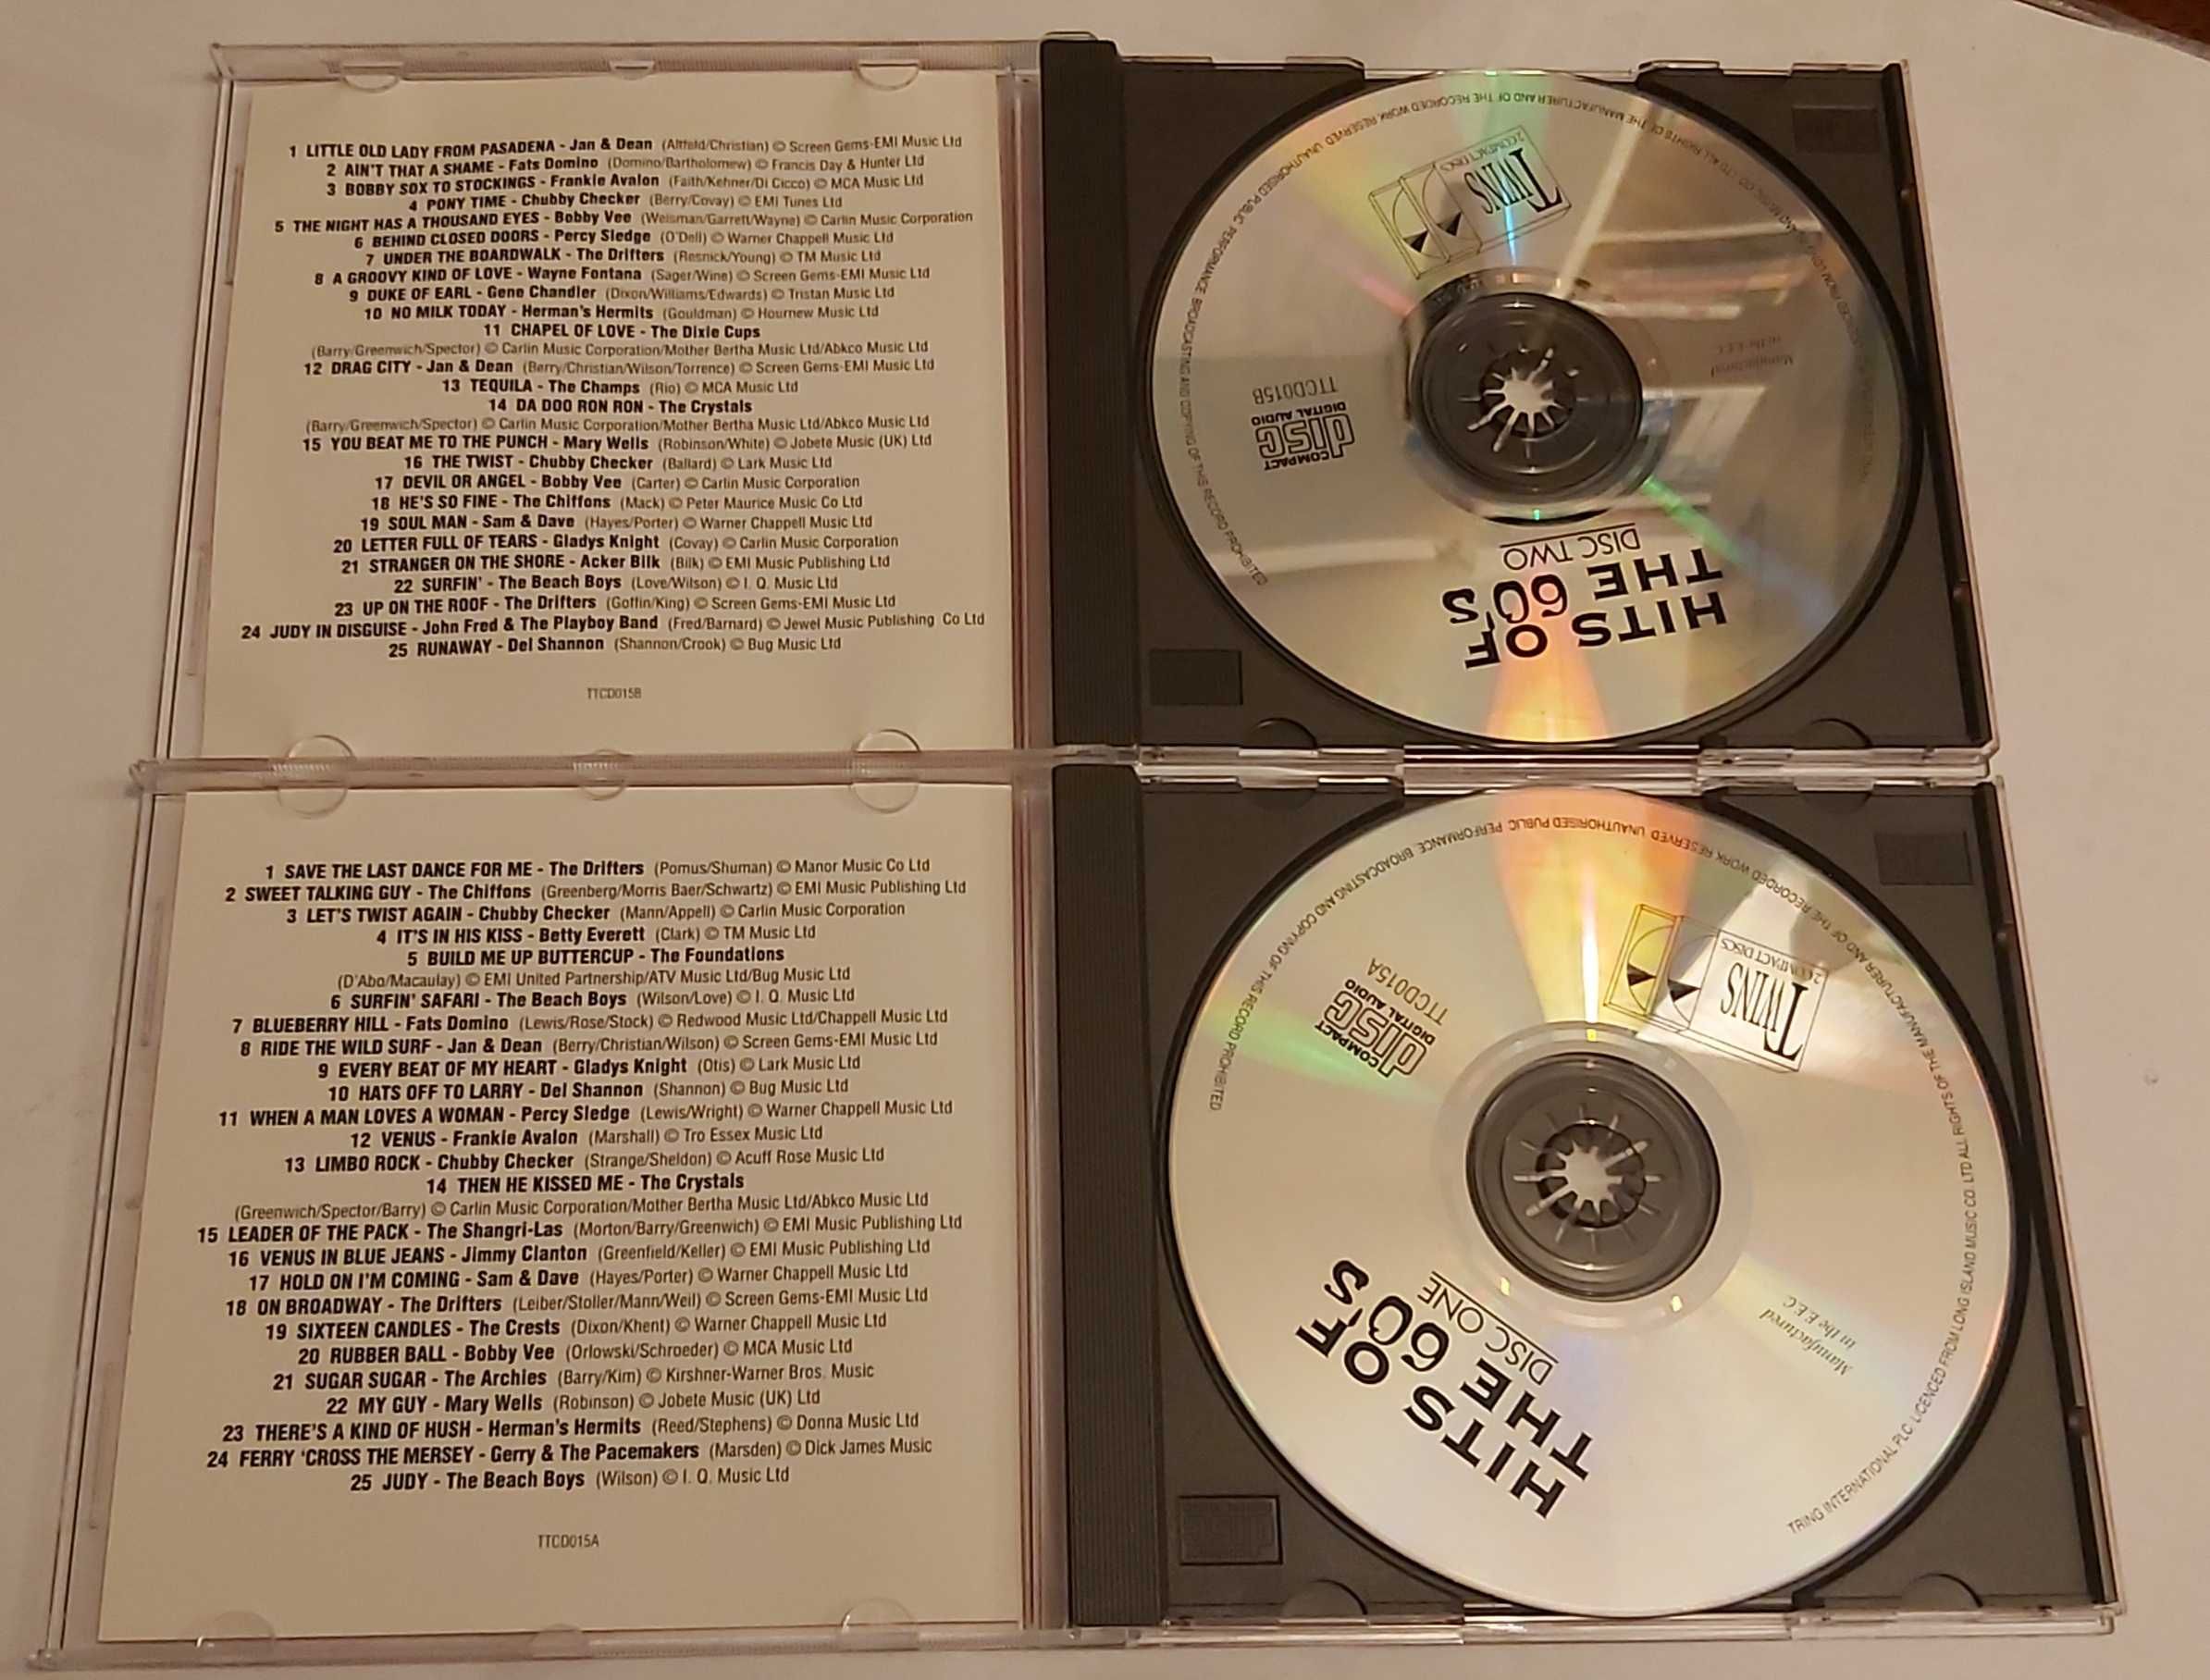 1 LITTLE OLD LADY FROM PASADENA - Jan & Dean (Altfeld/Christian) © Screen Gems-EMI Music Ltd
2 AIN'T THAT A SHAME - Fats Domino (Domino/Bartholomew) © Francis Day & Hunter Ltd
3 BOBBY SOX TO STOCKINGS - Frankie Avalon (Faith/Kehner/Di Cicco) © MCA Music Ltd
4 PONY TIME - Chubby Checker (Berry/Covay) © EMI Tunes Ltd
5 THE NIGHT HAS A THOUSAND EYES - Bobby Vee (Weisman/Garrett/Wayne) © Carlin Music Corporation
6 BEHIND CLOSED DOORS - Percy Sledge (O'Dell) © Warner Chappell Music Ltd
7 UNDER THE BOARDWALK - The Drifters (Resnick/Young) © TM Music Ltd
8 A GROOVY KIND OF LOVE - Wayne Fontana (Sager/Wine) © Screen Gems-EMI Music Ltd
9 DUKE OF EARL - Gene Chandler (Dixon/Williams/Edwards) © Tristan Music Ltd
10 NO MILK TODAY - Herman's Hermits (Gouldman) © Hournew Music Ltd
11 CHAPEL OF LOVE - The Dixie Cups
(Barry/Greenwich/Spector) © Carlin Music Corporation/Mother Bertha Music Ltd/Abkco Music Ltd
12 DRAG CITY - Jan & Dean (Berry/Christian/Wilson/Torrence) © Screen Gems-EMI Music Ltd
13 TEQUILA - The Champs (Rio) © MCA Music Ltd
14 DA DOO RON RON - The Crystals
(Barry/Greenwich/Spector) © Carlin Music Corporation/Mother Bertha Music Ltd/Abkco Music Ltd
15 YOU BEAT ME TO THE PUNCH - Mary Wells (Robinson/White) © Jobete Music (UK) Ltd
16 THE TWIST - Chubby Checker (Ballard) © Lark Music Ltd
17 DEVIL OR ANGEL - Bobby Vee (Carter) © Carlin Music Corporation
18 HE'S SO FINE - The Chiffons (Mack) © Peter Maurice Music Co Ltd
19 SOUL MAN - Sam & Dave (Hayes/Porter) © Warner Chappell Music Ltd
20 LETTER FULL OF TEARS - Gladys Knight (Covay) © Carlin Music Corporation
21 STRANGER ON THE SHORE - Acker Bilk (Bilk) © EMI Music Publishing Ltd
22 SURFIN' - The Beach Boys (Love/Wilson) © I. Q. Music Ltd
23 UP ON THE ROOF - The Drifters (Goffin/King) © Screen Gems-EMI Music Ltd
24 JUDY IN DISGUISE - John Fred & The Playboy Band (Fred/Barnard) © Jewel Music Publishing Co Ltd
25 RUNAWAY - Del Shannon (Shannon/Crook) © Bug Music Ltd
TTCD015B
HITS OF
THE 60'S
DISC TWO
COMPACT
disc
DIGITAL AUDIO
TTCD015B
Manufactured
in the E.E.C.
TWINS
2 COMPACT DISCS
ALL RIGHTS OF THE MANUFACTURER AND OF THE RECORDED WORK RESERVED. UNAUTHORISED PUBLIC PERFORMANCE BROADCASTING AND COPYING OF THIS RECORD PROHIBITED
1 SAVE THE LAST DANCE FOR ME - The Drifters (Pomus/Shuman) © Manor Music Co Ltd
2 SWEET TALKING GUY - The Chiffons (Greenberg/Morris Baer/Schwartz) © EMI Music Publishing Ltd
3 LET'S TWIST AGAIN - Chubby Checker (Mann/Appell) © Carlin Music Corporation
4 IT'S IN HIS KISS - Betty Everett (Clark) © TM Music Ltd
5 BUILD ME UP BUTTERCUP - The Foundations
(D'Abo/Macaulay) © EMI United Partnership/ATV Music Ltd/Bug Music Ltd
6 SURFIN' SAFARI - The Beach Boys (Wilson/Love) © I. Q. Music Ltd
7 BLUEBERRY HILL - Fats Domino (Lewis/Rose/Stock) © Redwood Music Ltd/Chappell Music Ltd
8 RIDE THE WILD SURF - Jan & Dean (Berry/Christian/Wilson) © Screen Gems-EMI Music Ltd
9 EVERY BEAT OF MY HEART - Gladys Knight (Otis) © Lark Music Ltd
10 HATS OFF TO LARRY - Del Shannon (Shannon) © Bug Music Ltd
11 WHEN A MAN LOVES A WOMAN - Percy Sledge (Lewis/Wright) © Warner Chappell Music Ltd
12 VENUS - Frankie Avalon (Marshall) © Tro Essex Music Ltd
13 LIMBO ROCK - Chubby Checker (Strange/Sheldon) © Acuff Rose Music Ltd
14 THEN HE KISSED ME - The Crystals
(Greenwich/Spector/Barry) © Carlin Music Corporation/Mother Bertha Music Ltd/Abkco Music Ltd
15 LEADER OF THE PACK - The Shangri-Las (Morton/Barry/Greenwich) © EMI Music Publishing Ltd
16 VENUS IN BLUE JEANS - Jimmy Clanton (Greenfield/Keller) © EMI Music Publishing Ltd
17 HOLD ON I'M COMING - Sam & Dave (Hayes/Porter) © Warner Chappell Music Ltd
18 ON BROADWAY - The Drifters (Leiber/Stoller/Mann/Weil) © Screen Gems-EMI Music Ltd
19 SIXTEEN CANDLES - The Crests (Dixon/Khent) © Warner Chappell Music Ltd
20 RUBBER BALL - Bobby Vee (Orlowski/Schroeder) © MCA Music Ltd
21 SUGAR SUGAR - The Archies (Barry/Kim) © Kirshner-Warner Bros. Music
22 MY GUY - Mary Wells (Robinson) © Jobete Music (UK) Ltd
23 THERE'S A KIND OF HUSH - Herman's Hermits (Reed/Stephens) © Donna Music Ltd
24 FERRY 'CROSS THE MERSEY - Gerry & The Pacemakers (Marsden) © Dick James Music
25 JUDY - The Beach Boys (Wilson) © I. Q. Music Ltd
TTCD015A
HITS OF
THE 60'S
DISC ONE
Manufactured
in the E.E.C.
COMPACT
disc
DIGITAL AUDIO
TTCD015A
TWINS
2 COMPACT DISCS
TRING INTERNATIONAL PLC. LICENCED FROM LONG ISLAND MUSIC CO. LTD ALL RIGHTS OF THE MANUFACTURER AND OF THE RECORDED WORK RESERVED. UNAUTHORISED PUBLIC PERFORMANCE BROADCASTING AND COPYING OF THIS RECORD PROHIBITED